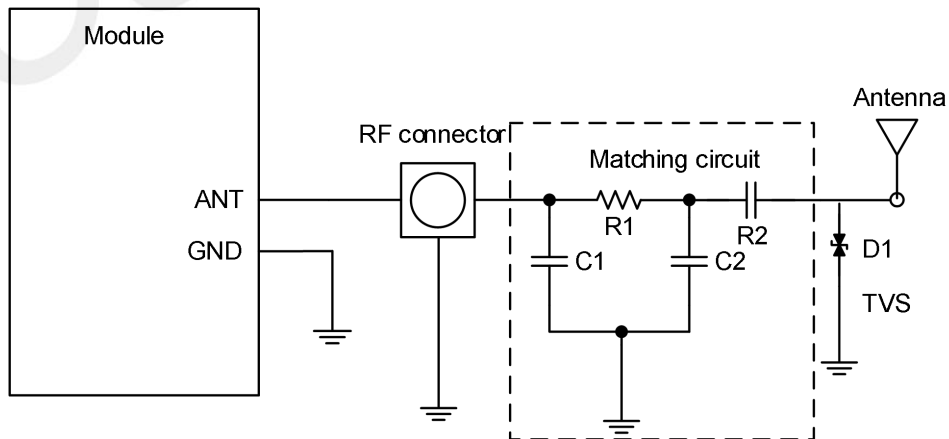 Module
Antenna
RF connector
Matching circuit
ANT
R1
R2
GND
C1
C2
D1
TVS